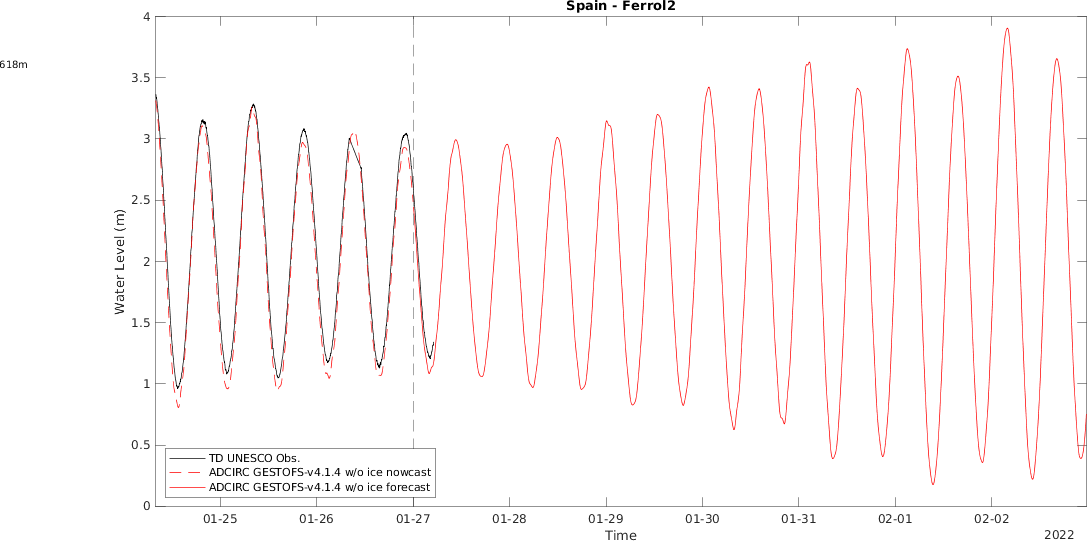 Spain - Ferrol2
618m
Water Level (m)
4
3.5
3
2.5
2
1.5
1
0.5
0
TD UNESCO Obs.
ADCIRC GESTOFS-v4.1.4 w/o ice nowcast
ADCIRC GESTOFS-v4.1.4 w/o ice forecast
01-25 01-26 01-27 01-28 01-29 01-30 01-31 02-01 02-02
Time
2022